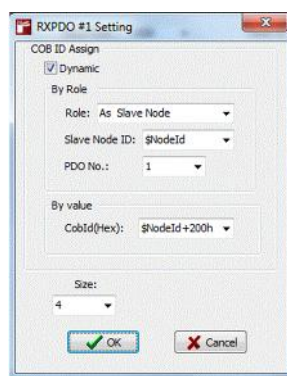 RXPDO #1 Setting
COB ID Assign
Dynamic
By Role
Role: As Slave Node
Slave Node ID: $NodeId
PDO No.: 1
By value
CobId(Hex): $NodeId+200h
Size:
4
OK
Cancel